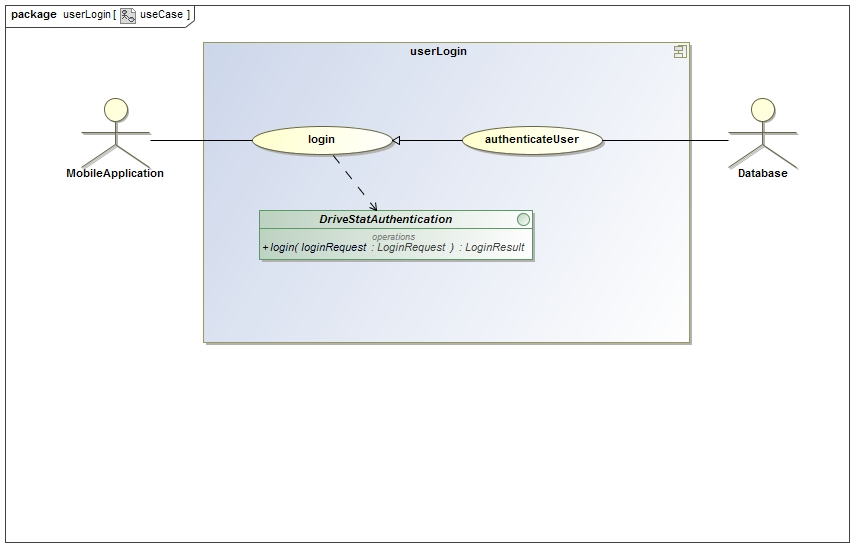 package userLogin [ useCase ]
userLogin
login
authenticateUser
MobileApplication
Database
DriveStatAuthentication
operations
+login( loginRequest : LoginRequest ) : LoginResult